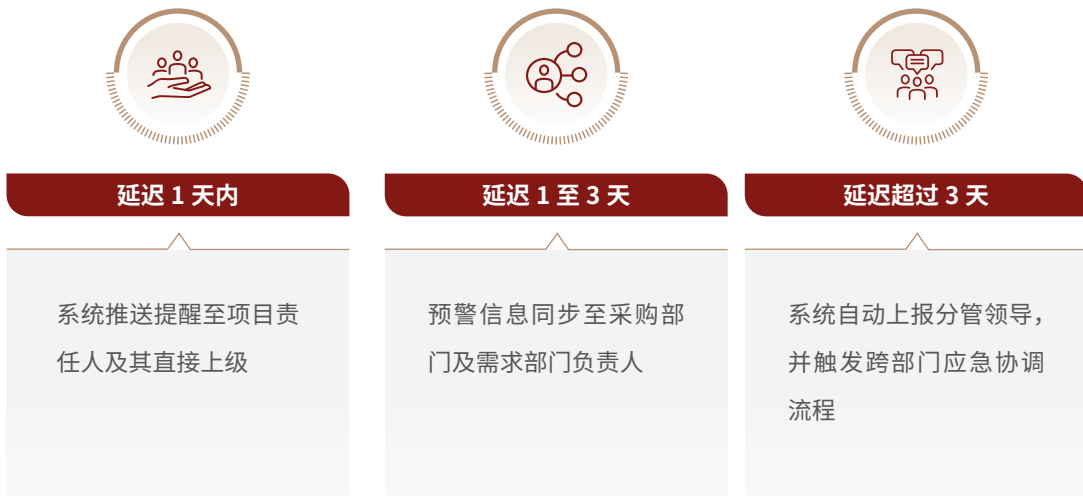 延迟 1 天内
系统推送提醒至项目责
任人及其直接上级
延迟 1 至 3 天
预警信息同步至采购部
门及需求部门负责人
延迟超过 3 天
系统自动上报分管领导，
并触发跨部门应急协调
流程